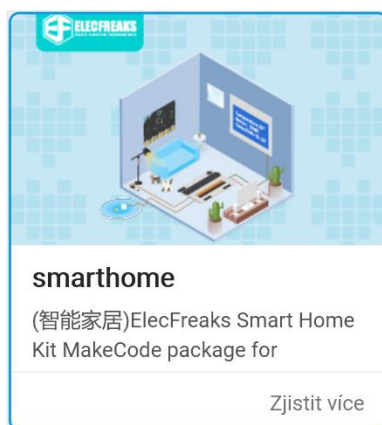 ELECFREAKS
smarthome
(智能家居)ElecFreaks Smart Home
Kit MakeCode package for
Zjistit více